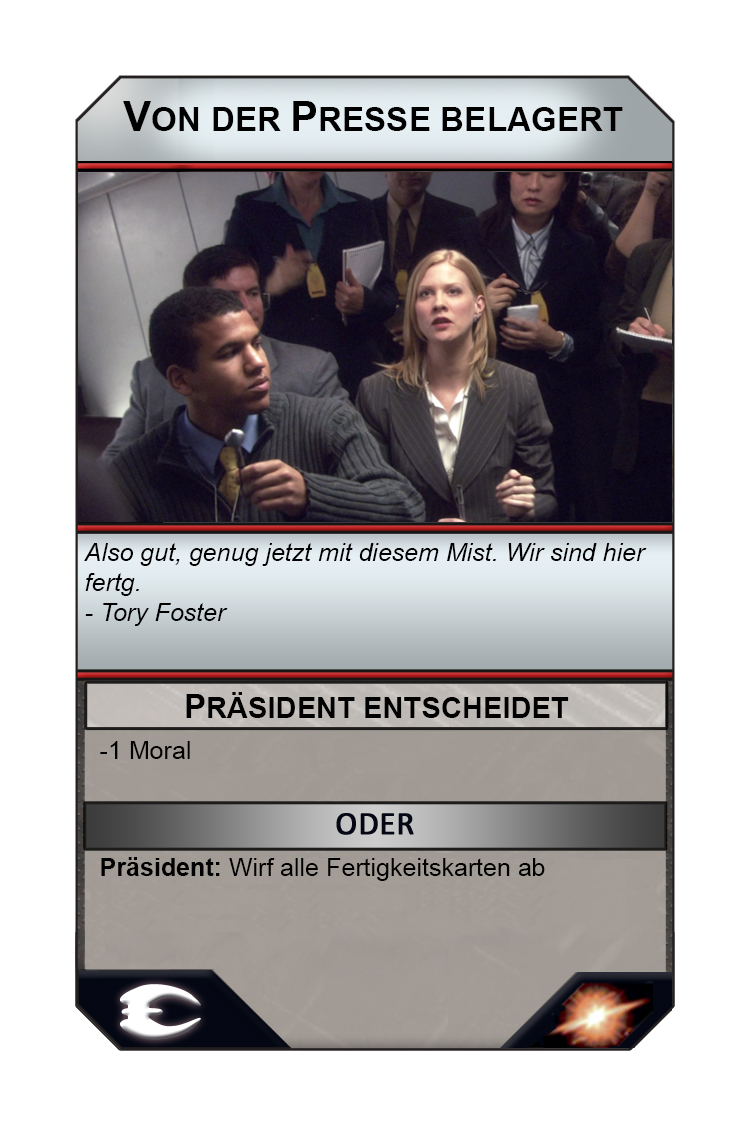 VON DER PRESSE BELAGERT
Also gut, genug jetzt mit diesem Mist. Wir sind hier
fertg.
- Tory Foster
PRÄSIDENT ENTSCHEIDET
-1 Moral
ODER
Präsident: Wirf alle Fertigkeitskarten ab